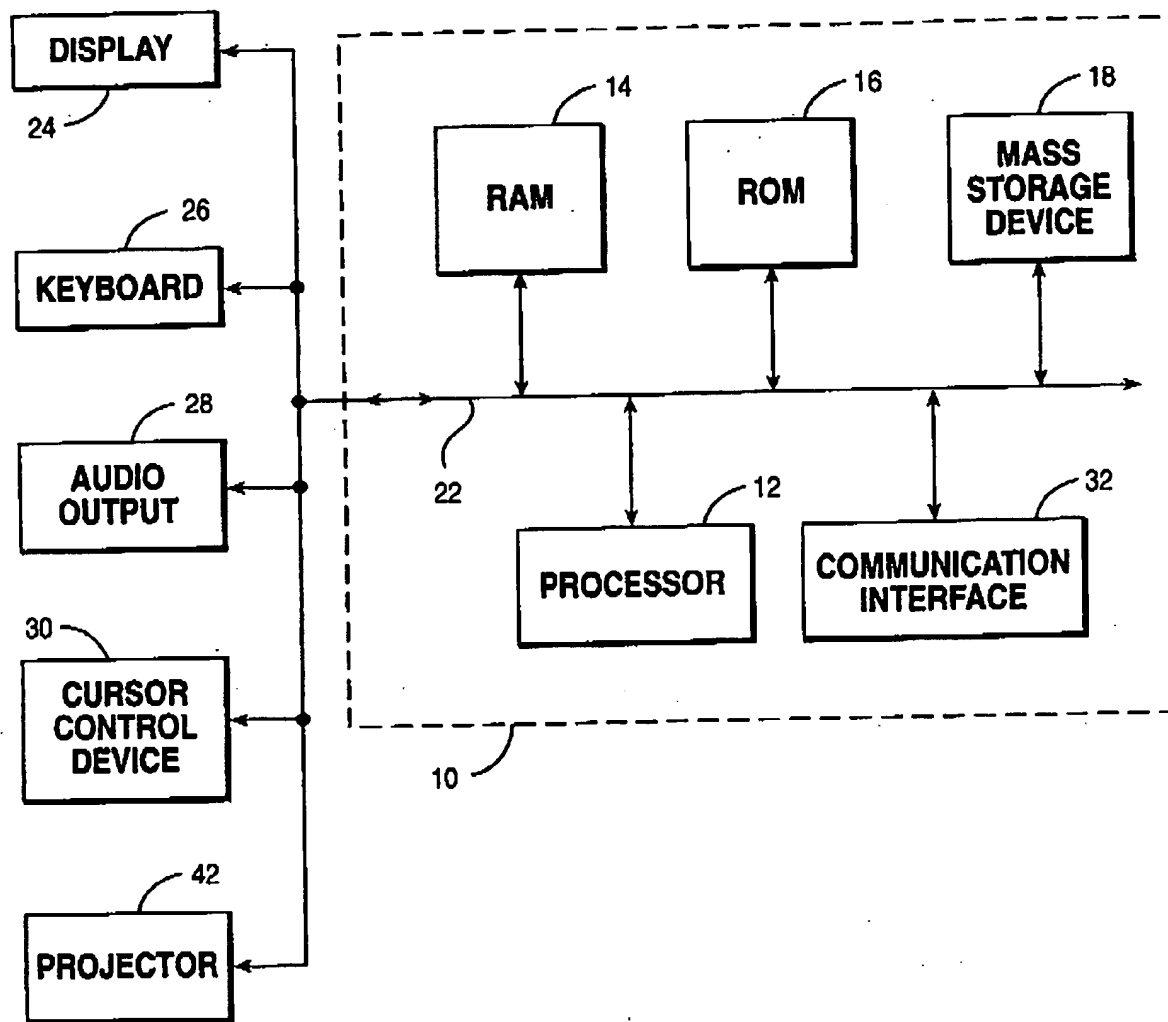 DISPLAY
24
26
KEYBOARD
28
AUDIO
OUTPUT
30
CURSOR
CONTROL
DEVICE
42
PROJECTOR
14
RAM
16
ROM
18
MASS
STORAGE
DEVICE
22
12
PROCESSOR
32
COMMUNICATION
INTERFACE
10